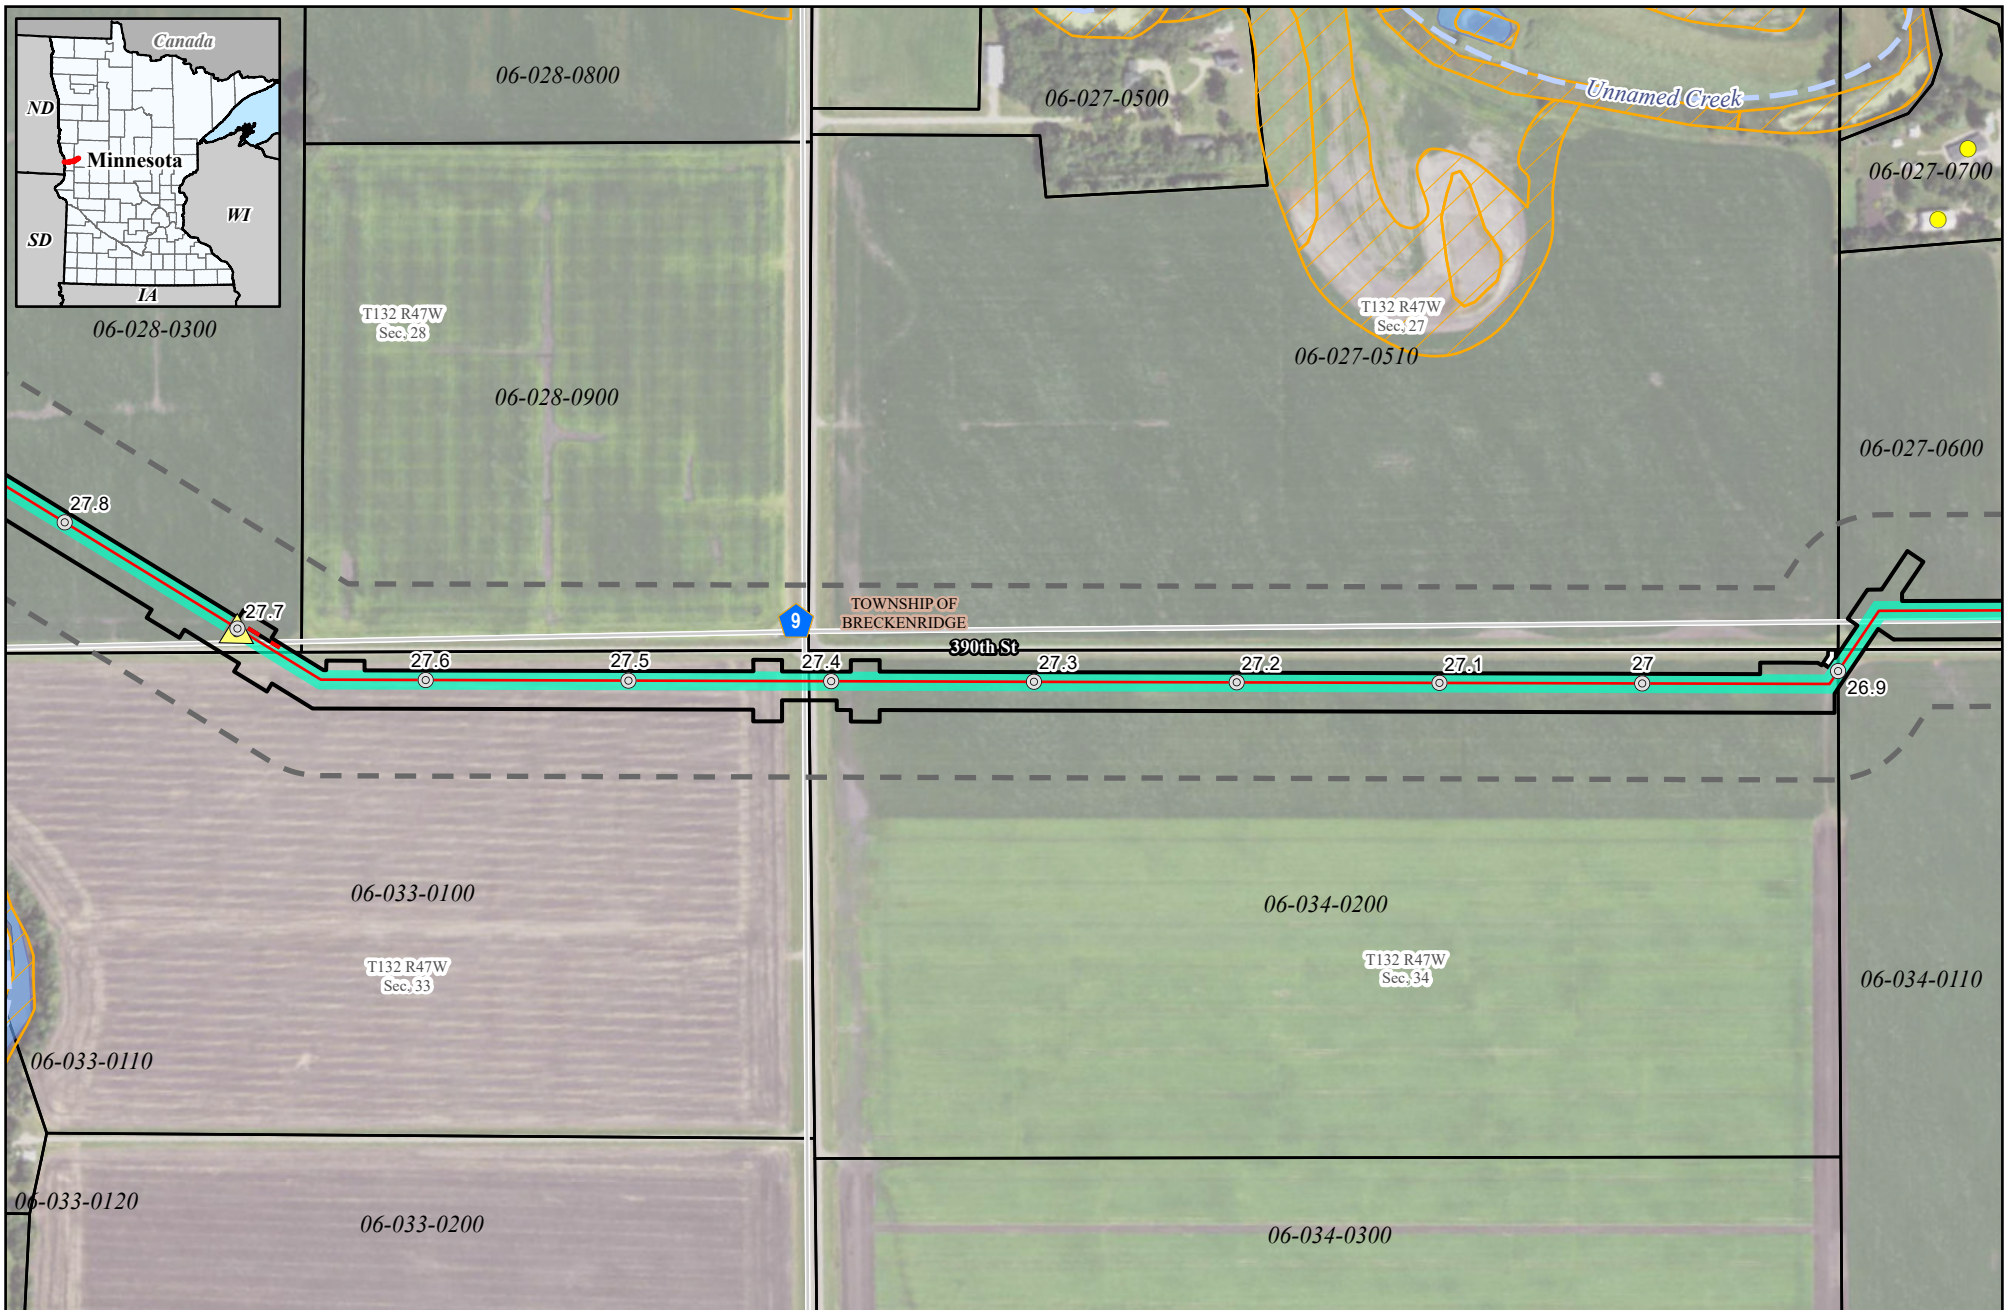 Canada
ND
Minnesota
WI
SD
IA
06-028-0800
06-027-0500
Unnamed Creek
06-027-0700
06-028-0300
T132 R47W
Sec. 28
T132 R47W
Sec. 27
06-027-0510
06-028-0900
06-027-0600
27.8
27.7
9
TOWNSHIP OF
BRECKENRIDGE
390th St
27.6
27.5
27.4
27.3
27.2
27.1
27
26.9
06-033-0100
06-034-0200
T132 R47W
Sec. 33
T132 R47W
Sec. 34
06-034-0110
06-033-0110
06-033-0120
06-033-0200
06-034-0300